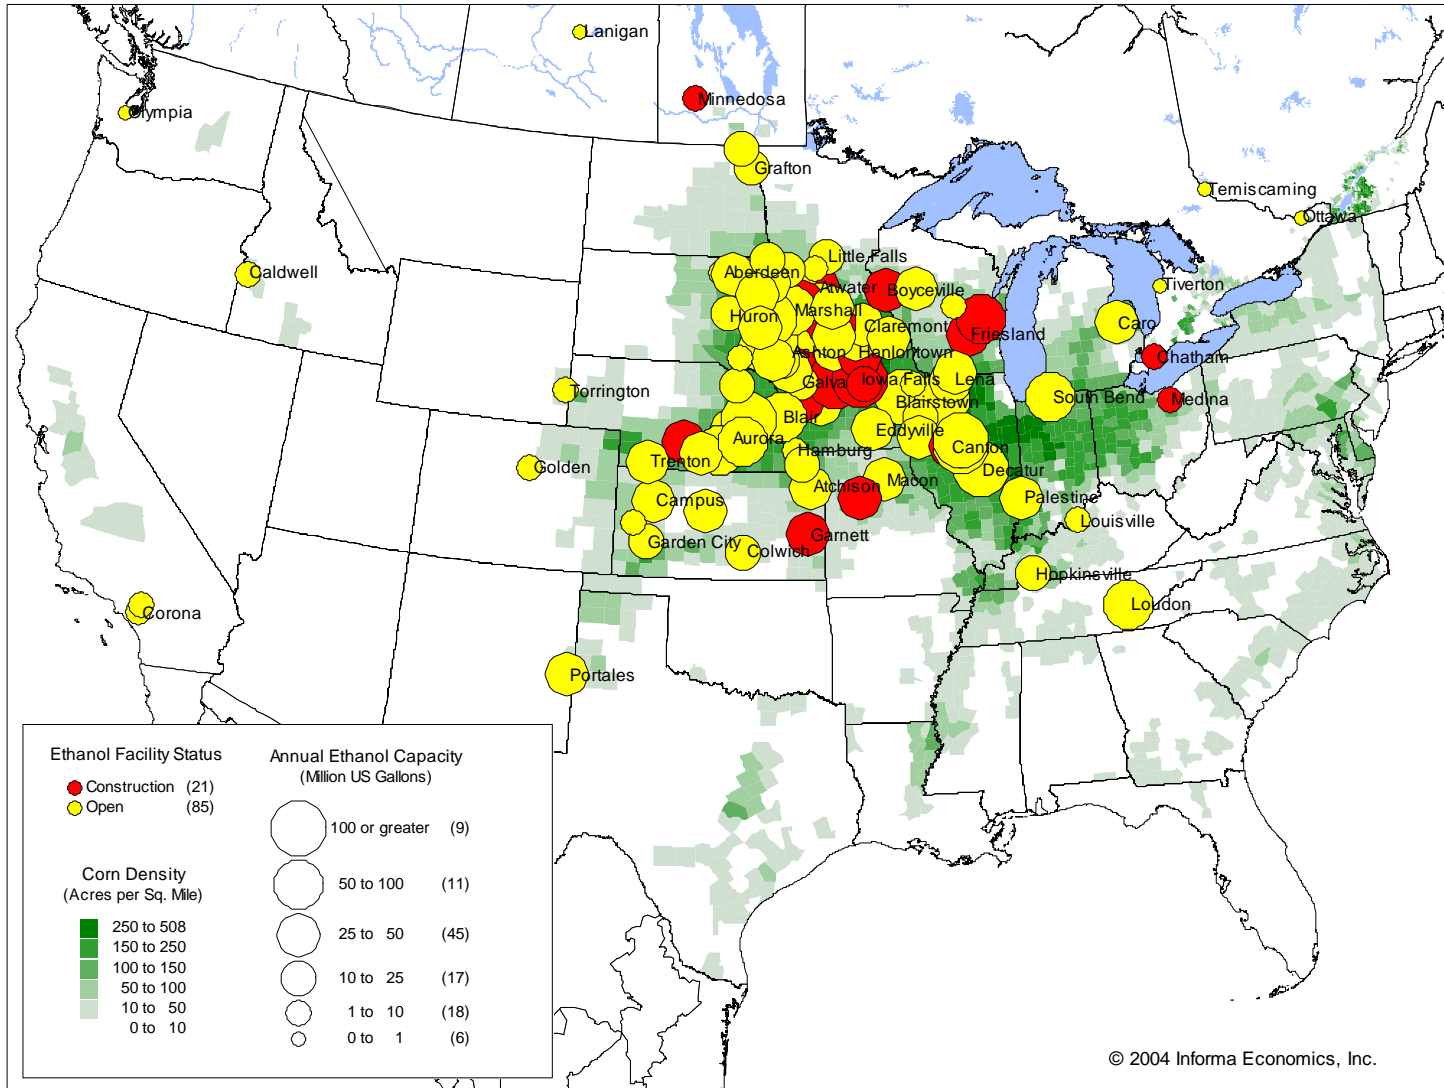 Lanigan
Minnedosa
Olympia
Grafton
Temiscaming
Ottawa
Little Falls
Caldwell
Aberdeen
Tiverton
Atwater
Boyceville
Marshall
Huron
Claremont
Caro
Friesland
Ashton
Hanlontown
Chatham
Torrington
Galva
Iowa Falls
Lena
South Bend
Medina
Blairstown
Blair
Eddyville
Aurora
Canton
Hamburg
Trenton
Golden
Decatur
Macon
Atchison
Campus
Palestine
Louisville
Garnett
Garden City
Colwich
Hopkinsville
Loudon
Corona
Portales
Ethanol Facility Status
Construction (21)
Open (85)
Annual Ethanol Capacity
(Million US Gallons)
100 or greater (9)
50 to 100 (11)
25 to 50 (45)
10 to 25 (17)
1 to 10 (18)
0 to 1 (6)
Corn Density
(Acres per Sq. Mile)
250 to 508
150 to 250
100 to 150
50 to 100
10 to 50
0 to 10
© 2004 Informa Economics, Inc.